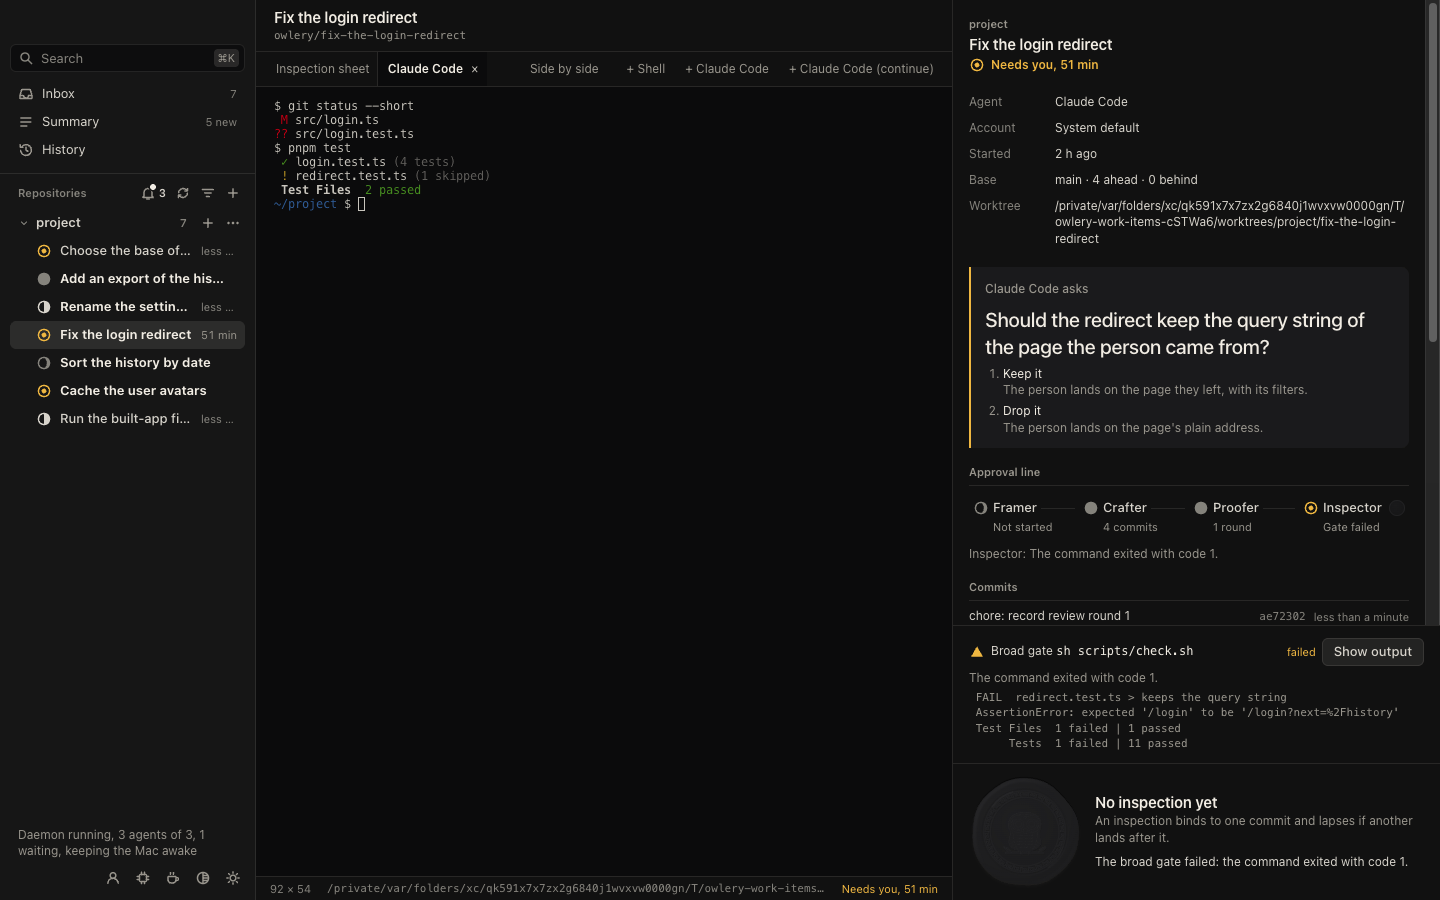 Search
⌘K
Inbox
7
Summary
5 new
History
Repositories
3
project
7
Choose the base of...
less ...
Add an export of the his...
Rename the settin...
less ...
Fix the login redirect
51 min
Sort the history by date
Cache the user avatars
Run the built-app fi...
less ...
Daemon running, 3 agents of 3, 1
waiting, keeping the Mac awake
Fix the login redirect
owlery/fix-the-login-redirect
Inspection sheet
Claude Code ×
Side by side
+ Shell
+ Claude Code
+ Claude Code (continue)
$ git status --short
M src/login.ts
?? src/login.test.ts
$ pnpm test
✓ login.test.ts (4 tests)
! redirect.test.ts (1 skipped)
Test Files 2 passed
~/project $
92 × 54
/private/var/folders/xc/qk591x7x7zx2g6840j1wvxvw0000gn/T/owlery-work-items…
Needs you, 51 min
project
Fix the login redirect
Needs you, 51 min
Agent
Claude Code
Account
System default
Started
2 h ago
Base
main · 4 ahead · 0 behind
Worktree
/private/var/folders/xc/qk591x7x7zx2g6840j1wvxvw0000gn/T/
owlery-work-items-cSTWa6/worktrees/project/fix-the-login-
redirect
Claude Code asks
Should the redirect keep the query string of
the page the person came from?
1. Keep it
The person lands on the page they left, with its filters.
2. Drop it
The person lands on the page's plain address.
Approval line
Framer
Crafter
Proofer
Inspector
Not started
4 commits
1 round
Gate failed
Inspector: The command exited with code 1.
Commits
chore: record review round 1
ae72302
less than a minute
Broad gate sh scripts/check.sh
failed
Show output
The command exited with code 1.
FAIL redirect.test.ts > keeps the query string
AssertionError: expected '/login' to be '/login?next=%2Fhistory'
Test Files 1 failed | 1 passed
Tests 1 failed | 11 passed
No inspection yet
An inspection binds to one commit and lapses if another
lands after it.
The broad gate failed: the command exited with code 1.